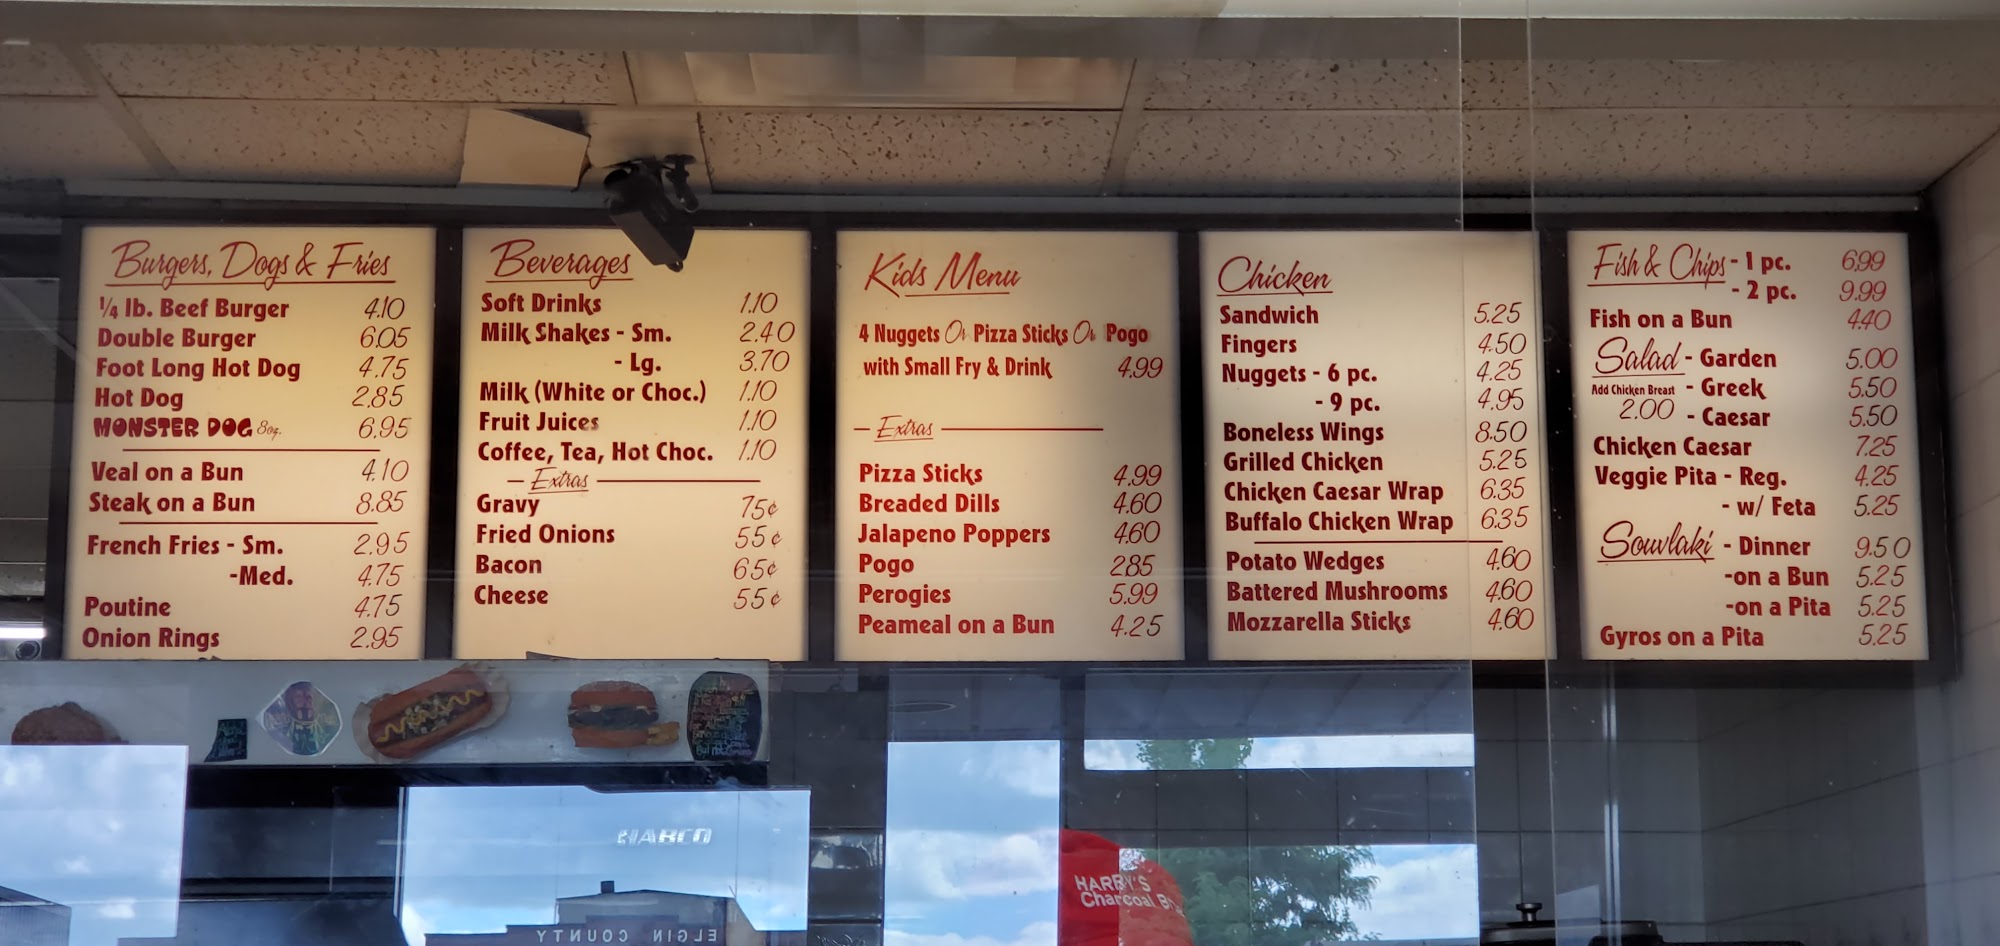 Burgers, Dogs & Fries
¼ lb. Beef Burger 4.10
Double Burger 6.05
Foot Long Hot Dog 4.75
Hot Dog 2.85
MONSTER DOG 8oz. 6.95
Veal on a Bun 4.10
Steak on a Bun 8.85
French Fries - Sm. 2.95
-Med. 4.75
Poutine 4.75
Onion Rings 2.95
Beverages
Soft Drinks 1.10
Milk Shakes - Sm. 2.40
- Lg. 3.70
Milk (White or Choc.) 1.10
Fruit Juices 1.10
Coffee, Tea, Hot Choc. 1.10
Extras
Gravy 75¢
Fried Onions 55¢
Bacon 65¢
Cheese 55¢
Kids Menu
4 Nuggets Or Pizza Sticks Or Pogo
with Small Fry & Drink 4.99
Extras
Pizza Sticks 4.99
Breaded Dills 4.60
Jalapeno Poppers 4.60
Pogo 2.85
Perogies 5.99
Peameal on a Bun 4.25
Chicken
Sandwich 5.25
Fingers 4.50
Nuggets - 6 pc. 4.25
- 9 pc. 4.95
Boneless Wings 8.50
Grilled Chicken 5.25
Chicken Caesar Wrap 6.35
Buffalo Chicken Wrap 6.35
Potato Wedges 4.60
Battered Mushrooms 4.60
Mozzarella Sticks 4.60
Fish & Chips - 1 pc. 6.99
- 2 pc. 9.99
Fish on a Bun 4.40
Salad - Garden 5.00
Add Chicken Breast - Greek 5.50
2.00 - Caesar 5.50
Chicken Caesar 7.25
Veggie Pita - Reg. 4.25
- w/ Feta 5.25
Souvlaki - Dinner 9.50
-on a Bun 5.25
-on a Pita 5.25
Gyros on a Pita 5.25
HABCO
ELGIN COUNTY
HARRY'S
Charcoal